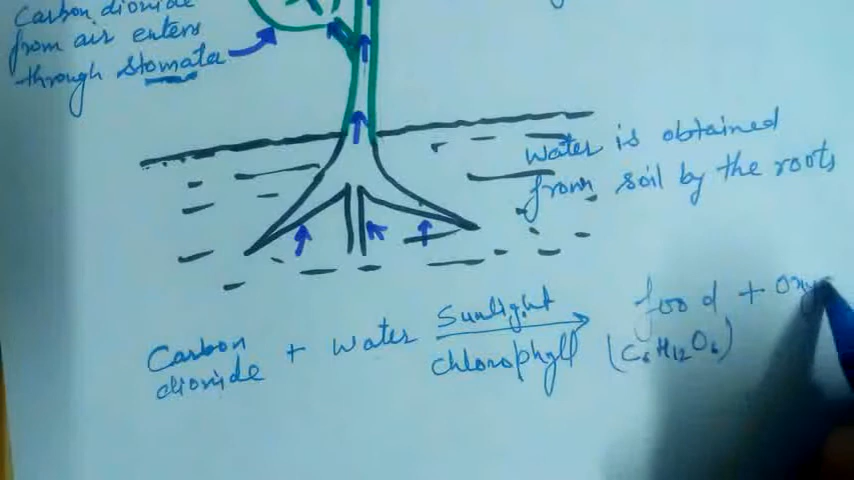 Carbon dioxide
from air enters
through stomata
Water is obtained
from soil by the roots
Carbon
dioxide + Water
Sunlight
chlorophyll
food + Oxy
(C6H12O6)